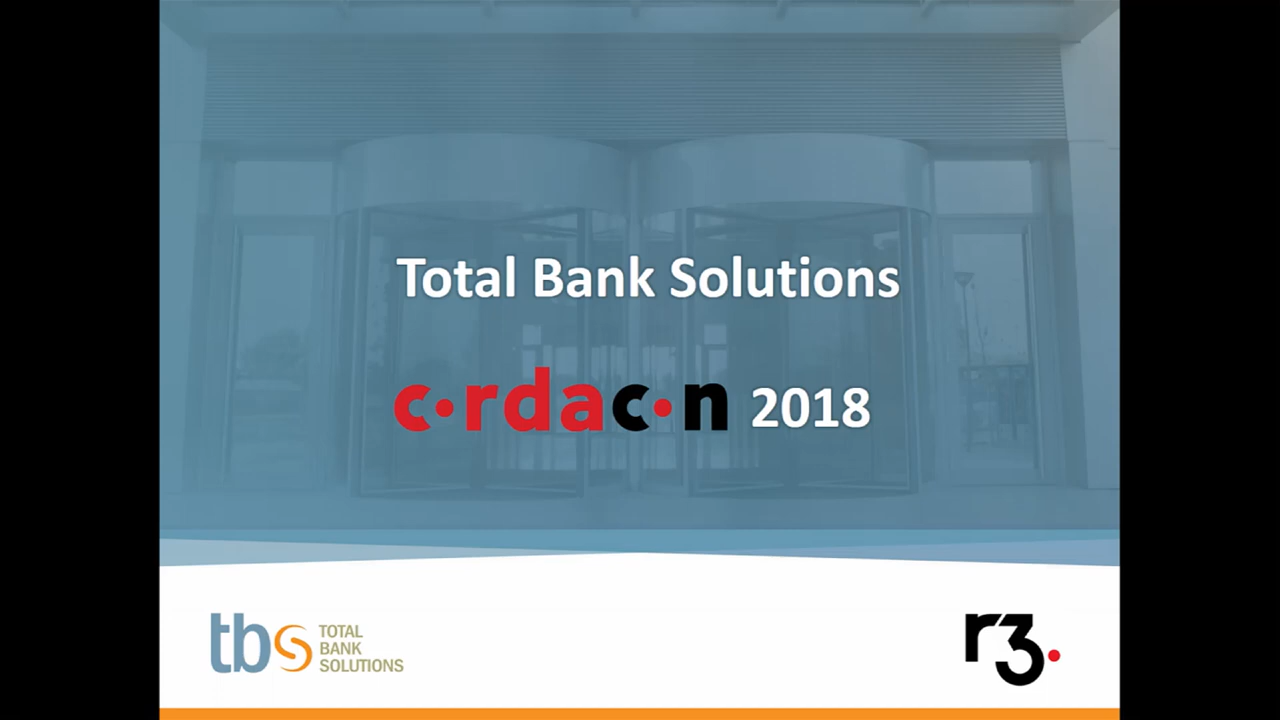 Total Bank Solutions
cordacon 2018
tbs TOTAL
BANK
SOLUTIONS
r3.